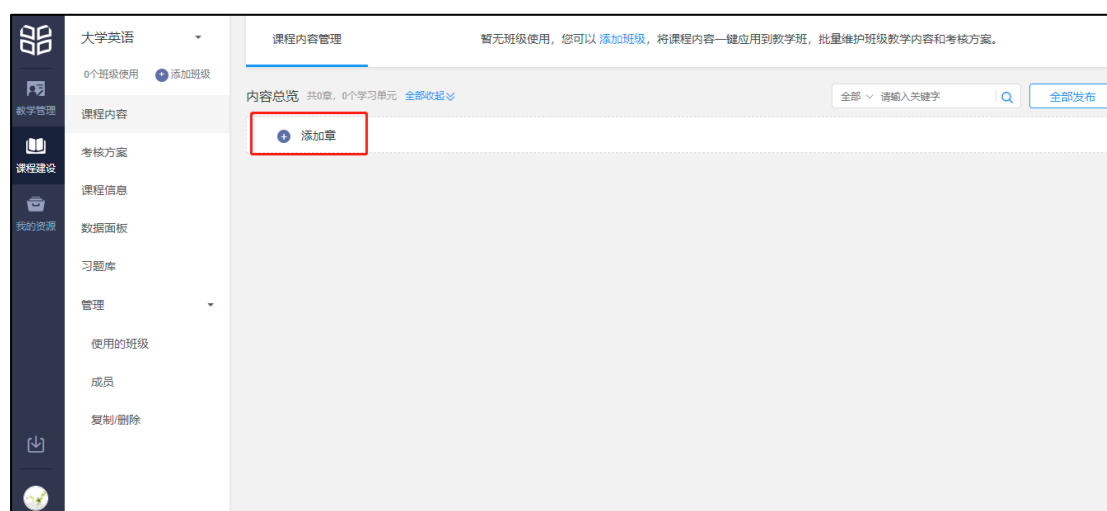 教学管理
课程建设
我的资源
大学英语
0个班级使用 添加班级
课程内容
考核方案
课程信息
数据面板
习题库
管理
使用的班级
成员
复制/删除
课程内容管理
暂无班级使用，您可以 添加班级，将课程内容一键应用到教学班，批量维护班级教学内容和考核方案。
内容总览 共0章，0个学习单元 全部收起
全部 请输入关键字
全部发布
添加章